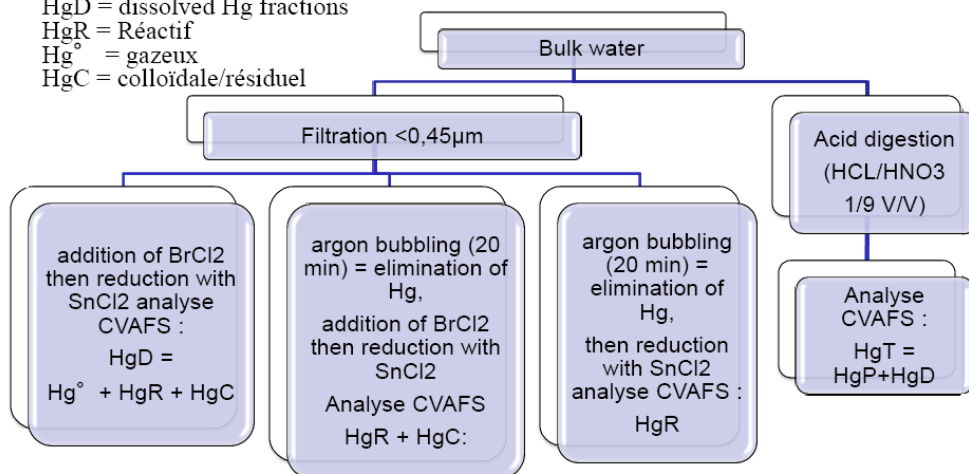 HgD = dissolved Hg fractions
HgR = Réactif
Hg° = gazeux
HgC = colloïdale/résiduel
Bulk water
Filtration <0,45µm
Acid digestion
(HCL/HNO3
1/9 V/V)
addition of BrCl2
then reduction with
SnCl2 analyse
CVAFS :
HgD =
Hg° + HgR + HgC
argon bubbling (20
min) = elimination of
Hg,
addition of BrCl2
then reduction with
SnCl2
Analyse CVAFS
HgR + HgC:
argon bubbling
(20 min) =
elimination of
Hg,
then reduction
with SnCl2
analyse CVAFS :
HgR
Analyse
CVAFS :
HgT =
HgP+HgD